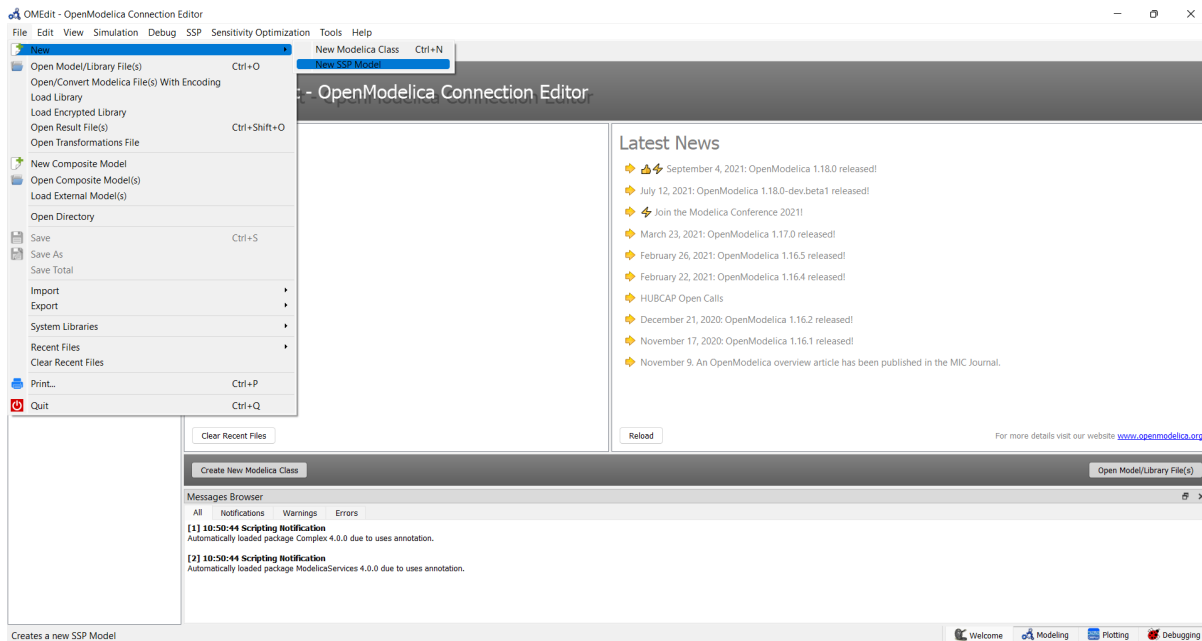 OMEdit - OpenModelica Connection Editor
File Edit View Simulation Debug SSP Sensitivity Optimization Tools Help
New
New Modelica Class Ctrl+N
New SSP Model
Open Model/Library File(s) Ctrl+O
Open/Convert Modelica File(s) With Encoding
Load Library
Load Encrypted Library
Open Result File(s) Ctrl+Shift+O
Open Transformations File
New Composite Model
Open Composite Model(s)
Load External Model(s)
Open Directory
Save Ctrl+S
Save As
Save Total
Import
Export
System Libraries
Recent Files
Clear Recent Files
Print... Ctrl+P
Quit Ctrl+Q
- OpenModelica Connection Editor
Latest News
September 4, 2021: OpenModelica 1.18.0 released!
July 12, 2021: OpenModelica 1.18.0-dev.beta1 released!
Join the Modelica Conference 2021!
March 23, 2021: OpenModelica 1.17.0 released!
February 26, 2021: OpenModelica 1.16.5 released!
February 22, 2021: OpenModelica 1.16.4 released!
HUBCAP Open Calls
December 21, 2020: OpenModelica 1.16.2 released!
November 17, 2020: OpenModelica 1.16.1 released!
November 9. An OpenModelica overview article has been published in the MIC Journal.
Clear Recent Files
Reload
For more details visit our website www.openmodelica.org
Create New Modelica Class
Open Model/Library File(s)
Messages Browser
All Notifications Warnings Errors
[1] 10:50:44 Scripting Notification
Automatically loaded package Complex 4.0.0 due to uses annotation.
[2] 10:50:44 Scripting Notification
Automatically loaded package ModelicaServices 4.0.0 due to uses annotation.
Creates a new SSP Model
Welcome Modeling Plotting Debugging